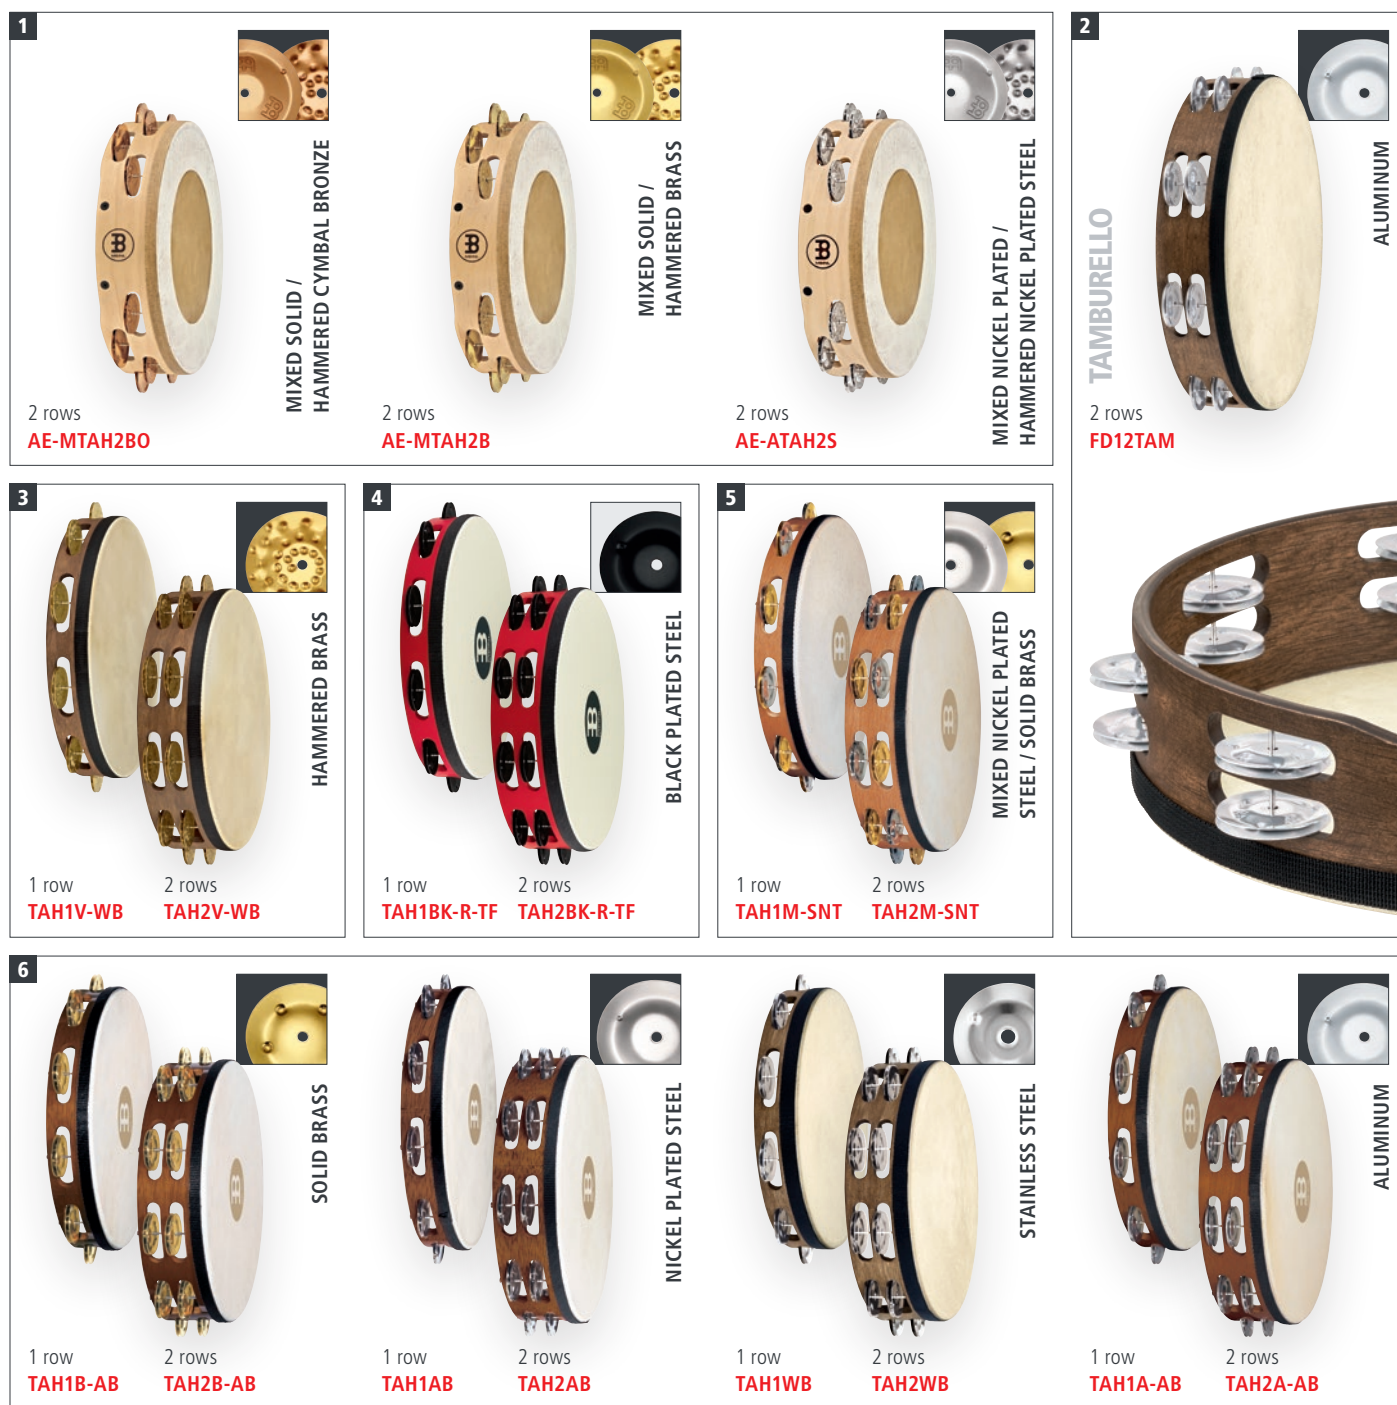 1
MIXED SOLID /
HAMMERED CYMBAL BRONZE
2 rows
AE-MTAH2BO
MIXED SOLID /
HAMMERED BRASS
2 rows
AE-MTAH2B
MIXED NICKEL PLATED /
HAMMERED NICKEL PLATED STEEL
2 rows
AE-ATAH2S
2
TAMBURELLO
ALUMINUM
2 rows
FD12TAM
3
HAMMERED BRASS
1 row
TAH1V-WB
2 rows
TAH2V-WB
4
BLACK PLATED STEEL
1 row
TAH1BK-R-TF
2 rows
TAH2BK-R-TF
5
MIXED NICKEL PLATED
STEEL / SOLID BRASS
1 row
TAH1M-SNT
2 rows
TAH2M-SNT
6
SOLID BRASS
1 row
TAH1B-AB
2 rows
TAH2B-AB
NICKEL PLATED STEEL
1 row
TAH1AB
2 rows
TAH2AB
STAINLESS STEEL
1 row
TAH1WB
2 rows
TAH2WB
ALUMINUM
1 row
TAH1A-AB
2 rows
TAH2A-AB